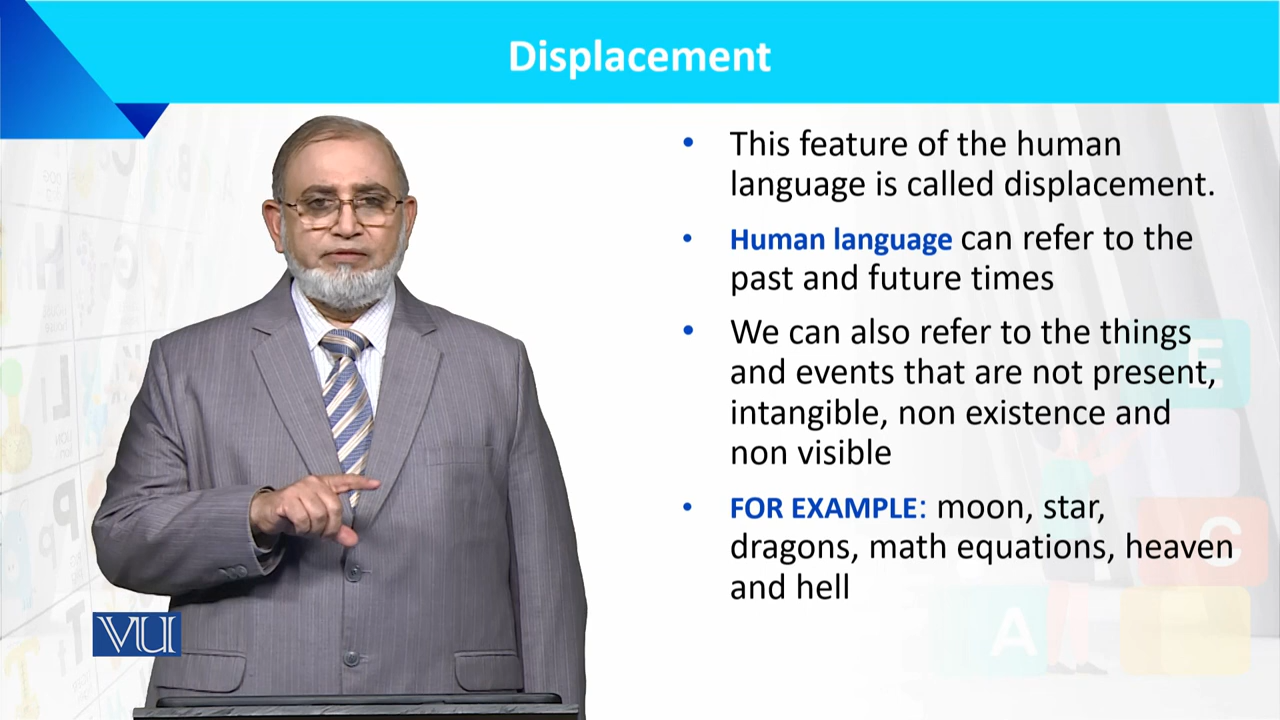 Displacement
• This feature of the human
language is called displacement.
• Human language can refer to the
past and future times
• We can also refer to the things
and events that are not present,
intangible, non existence and
non visible
• FOR EXAMPLE: moon, star,
dragons, math equations, heaven
and hell
VU
E
C
A